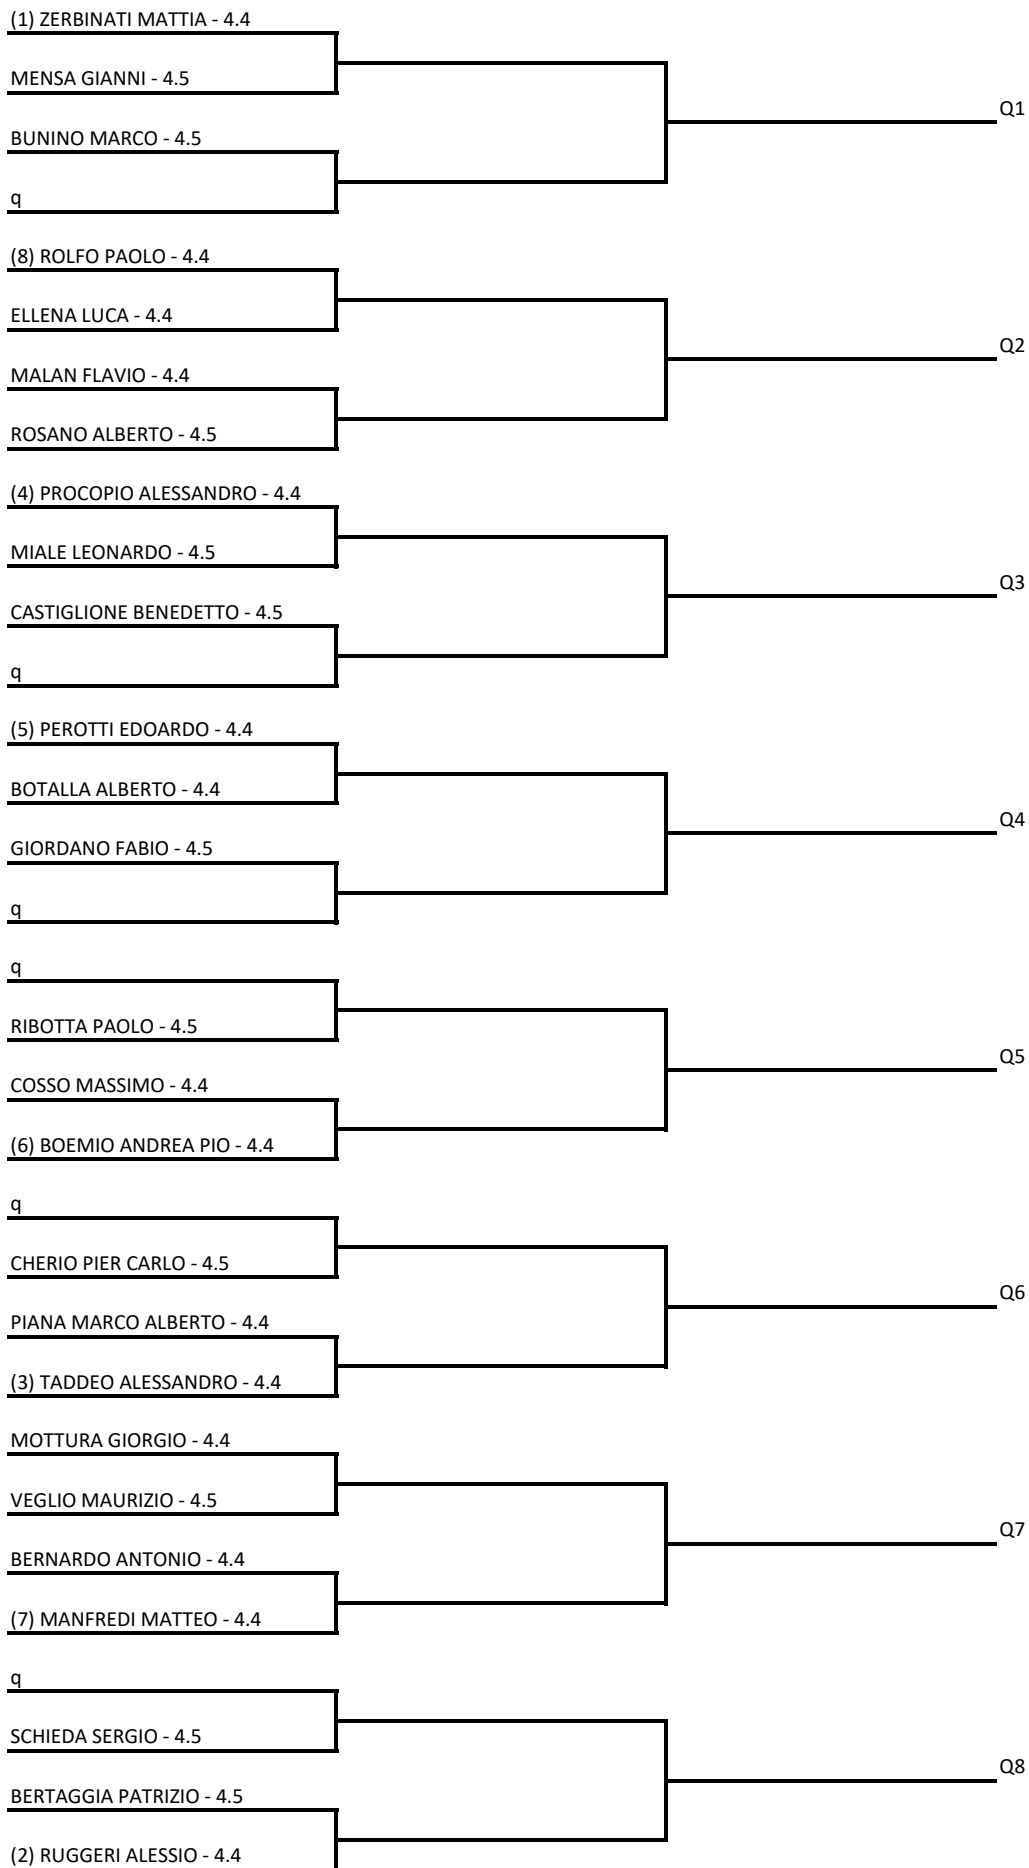 (1) ZERBINATI MATTIA - 4.4
MENSA GIANNI - 4.5
Q1
BUNINO MARCO - 4.5
q
(8) ROLFO PAOLO - 4.4
ELLENA LUCA - 4.4
Q2
MALAN FLAVIO - 4.4
ROSANO ALBERTO - 4.5
(4) PROCOPIO ALESSANDRO - 4.4
MIALE LEONARDO - 4.5
Q3
CASTIGLIONE BENEDETTO - 4.5
q
(5) PEROTTI EDOARDO - 4.4
BOTALLA ALBERTO - 4.4
Q4
GIORDANO FABIO - 4.5
q
q
RIBOTTA PAOLO - 4.5
Q5
COSSO MASSIMO - 4.4
(6) BOEMIO ANDREA PIO - 4.4
q
CHERIO PIER CARLO - 4.5
Q6
PIANA MARCO ALBERTO - 4.4
(3) TADDEO ALESSANDRO - 4.4
MOTTURA GIORGIO - 4.4
VEGLIO MAURIZIO - 4.5
Q7
BERNARDO ANTONIO - 4.4
(7) MANFREDI MATTEO - 4.4
q
SCHIEDA SERGIO - 4.5
Q8
BERTAGGIA PATRIZIO - 4.5
(2) RUGGERI ALESSIO - 4.4